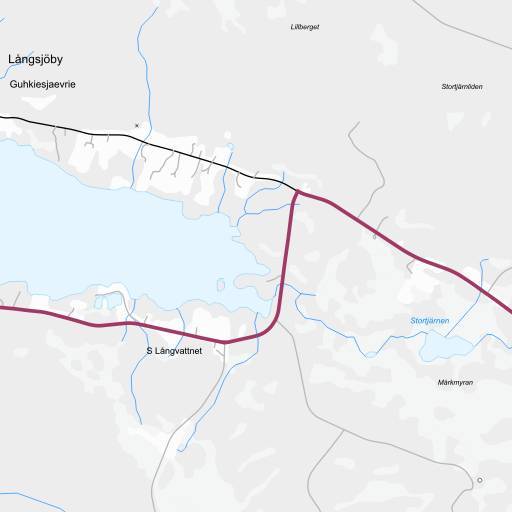 Lillberget
Långsjöby
Guhkiesjaevrie
Stortjärnliden
Stortjärnen
S Långvattnet
Märkmyran